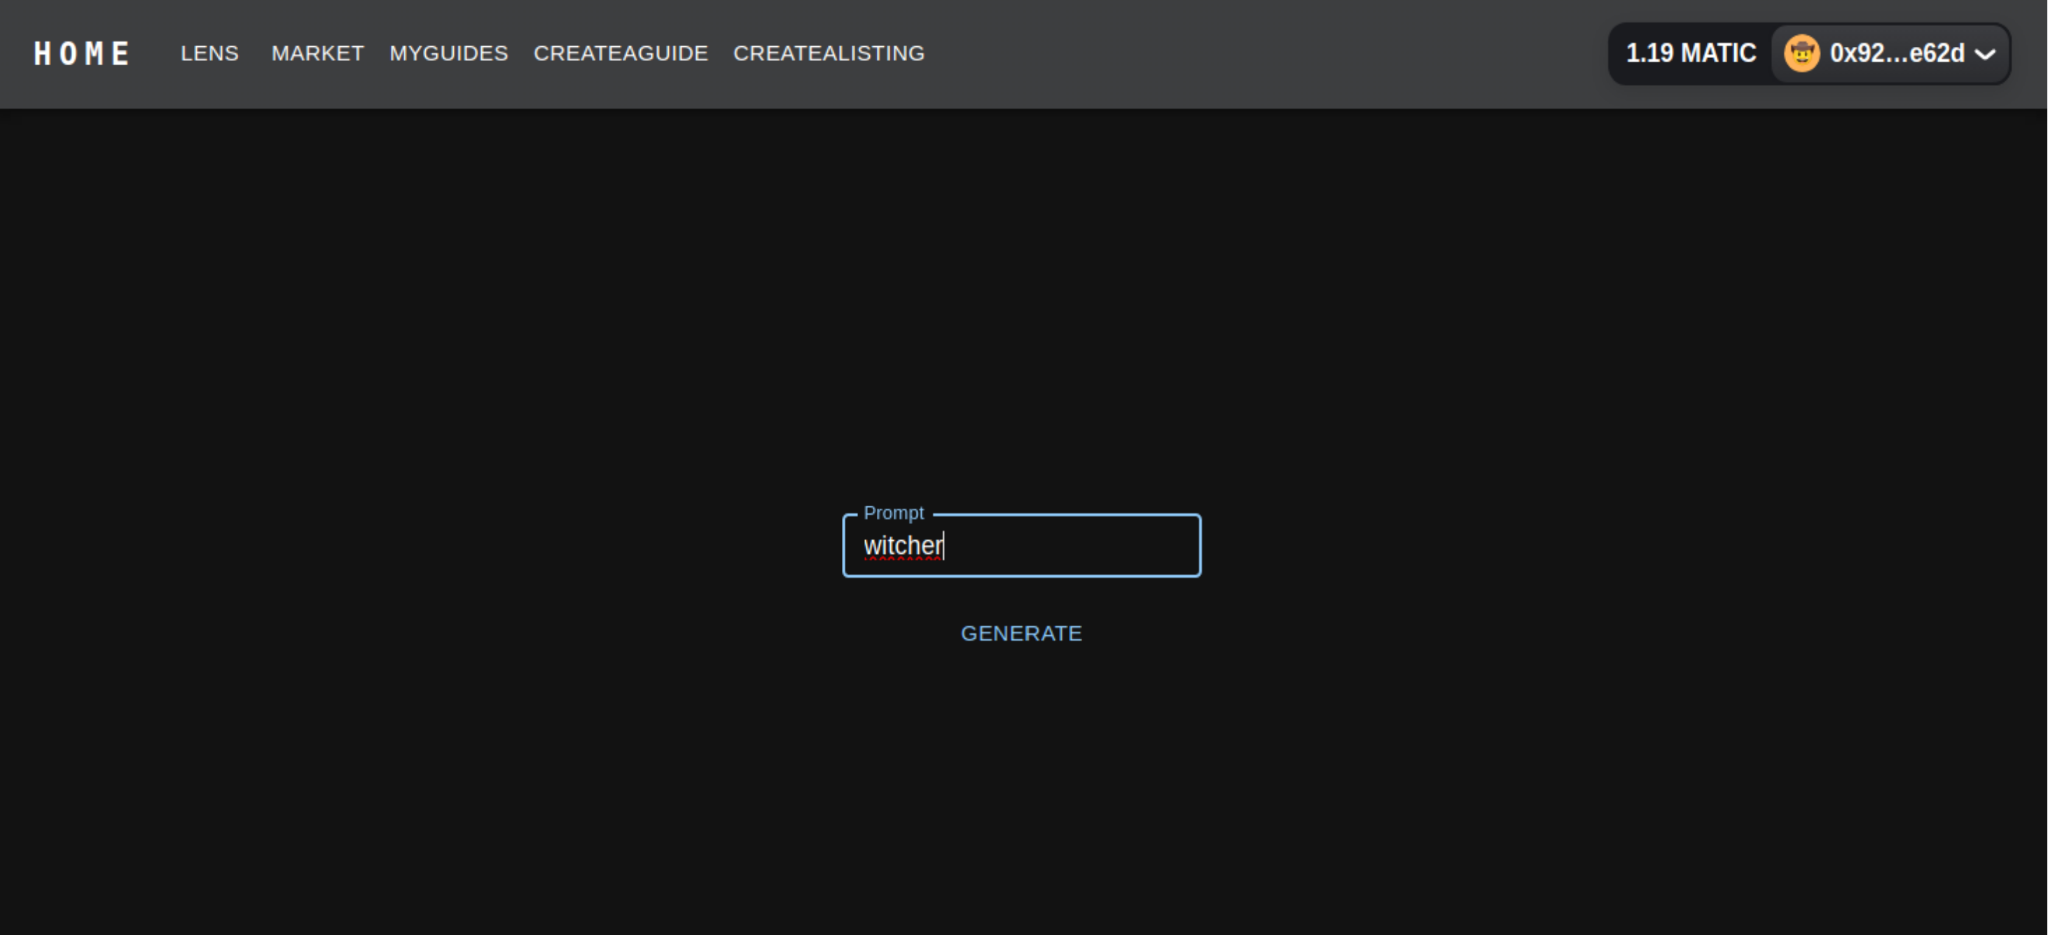 HOME LENS MARKET MYGUIDES CREATEAGUIDE CREATEALISTING 1.19 MATIC 0x92...e62d
Prompt
witcher
GENERATE